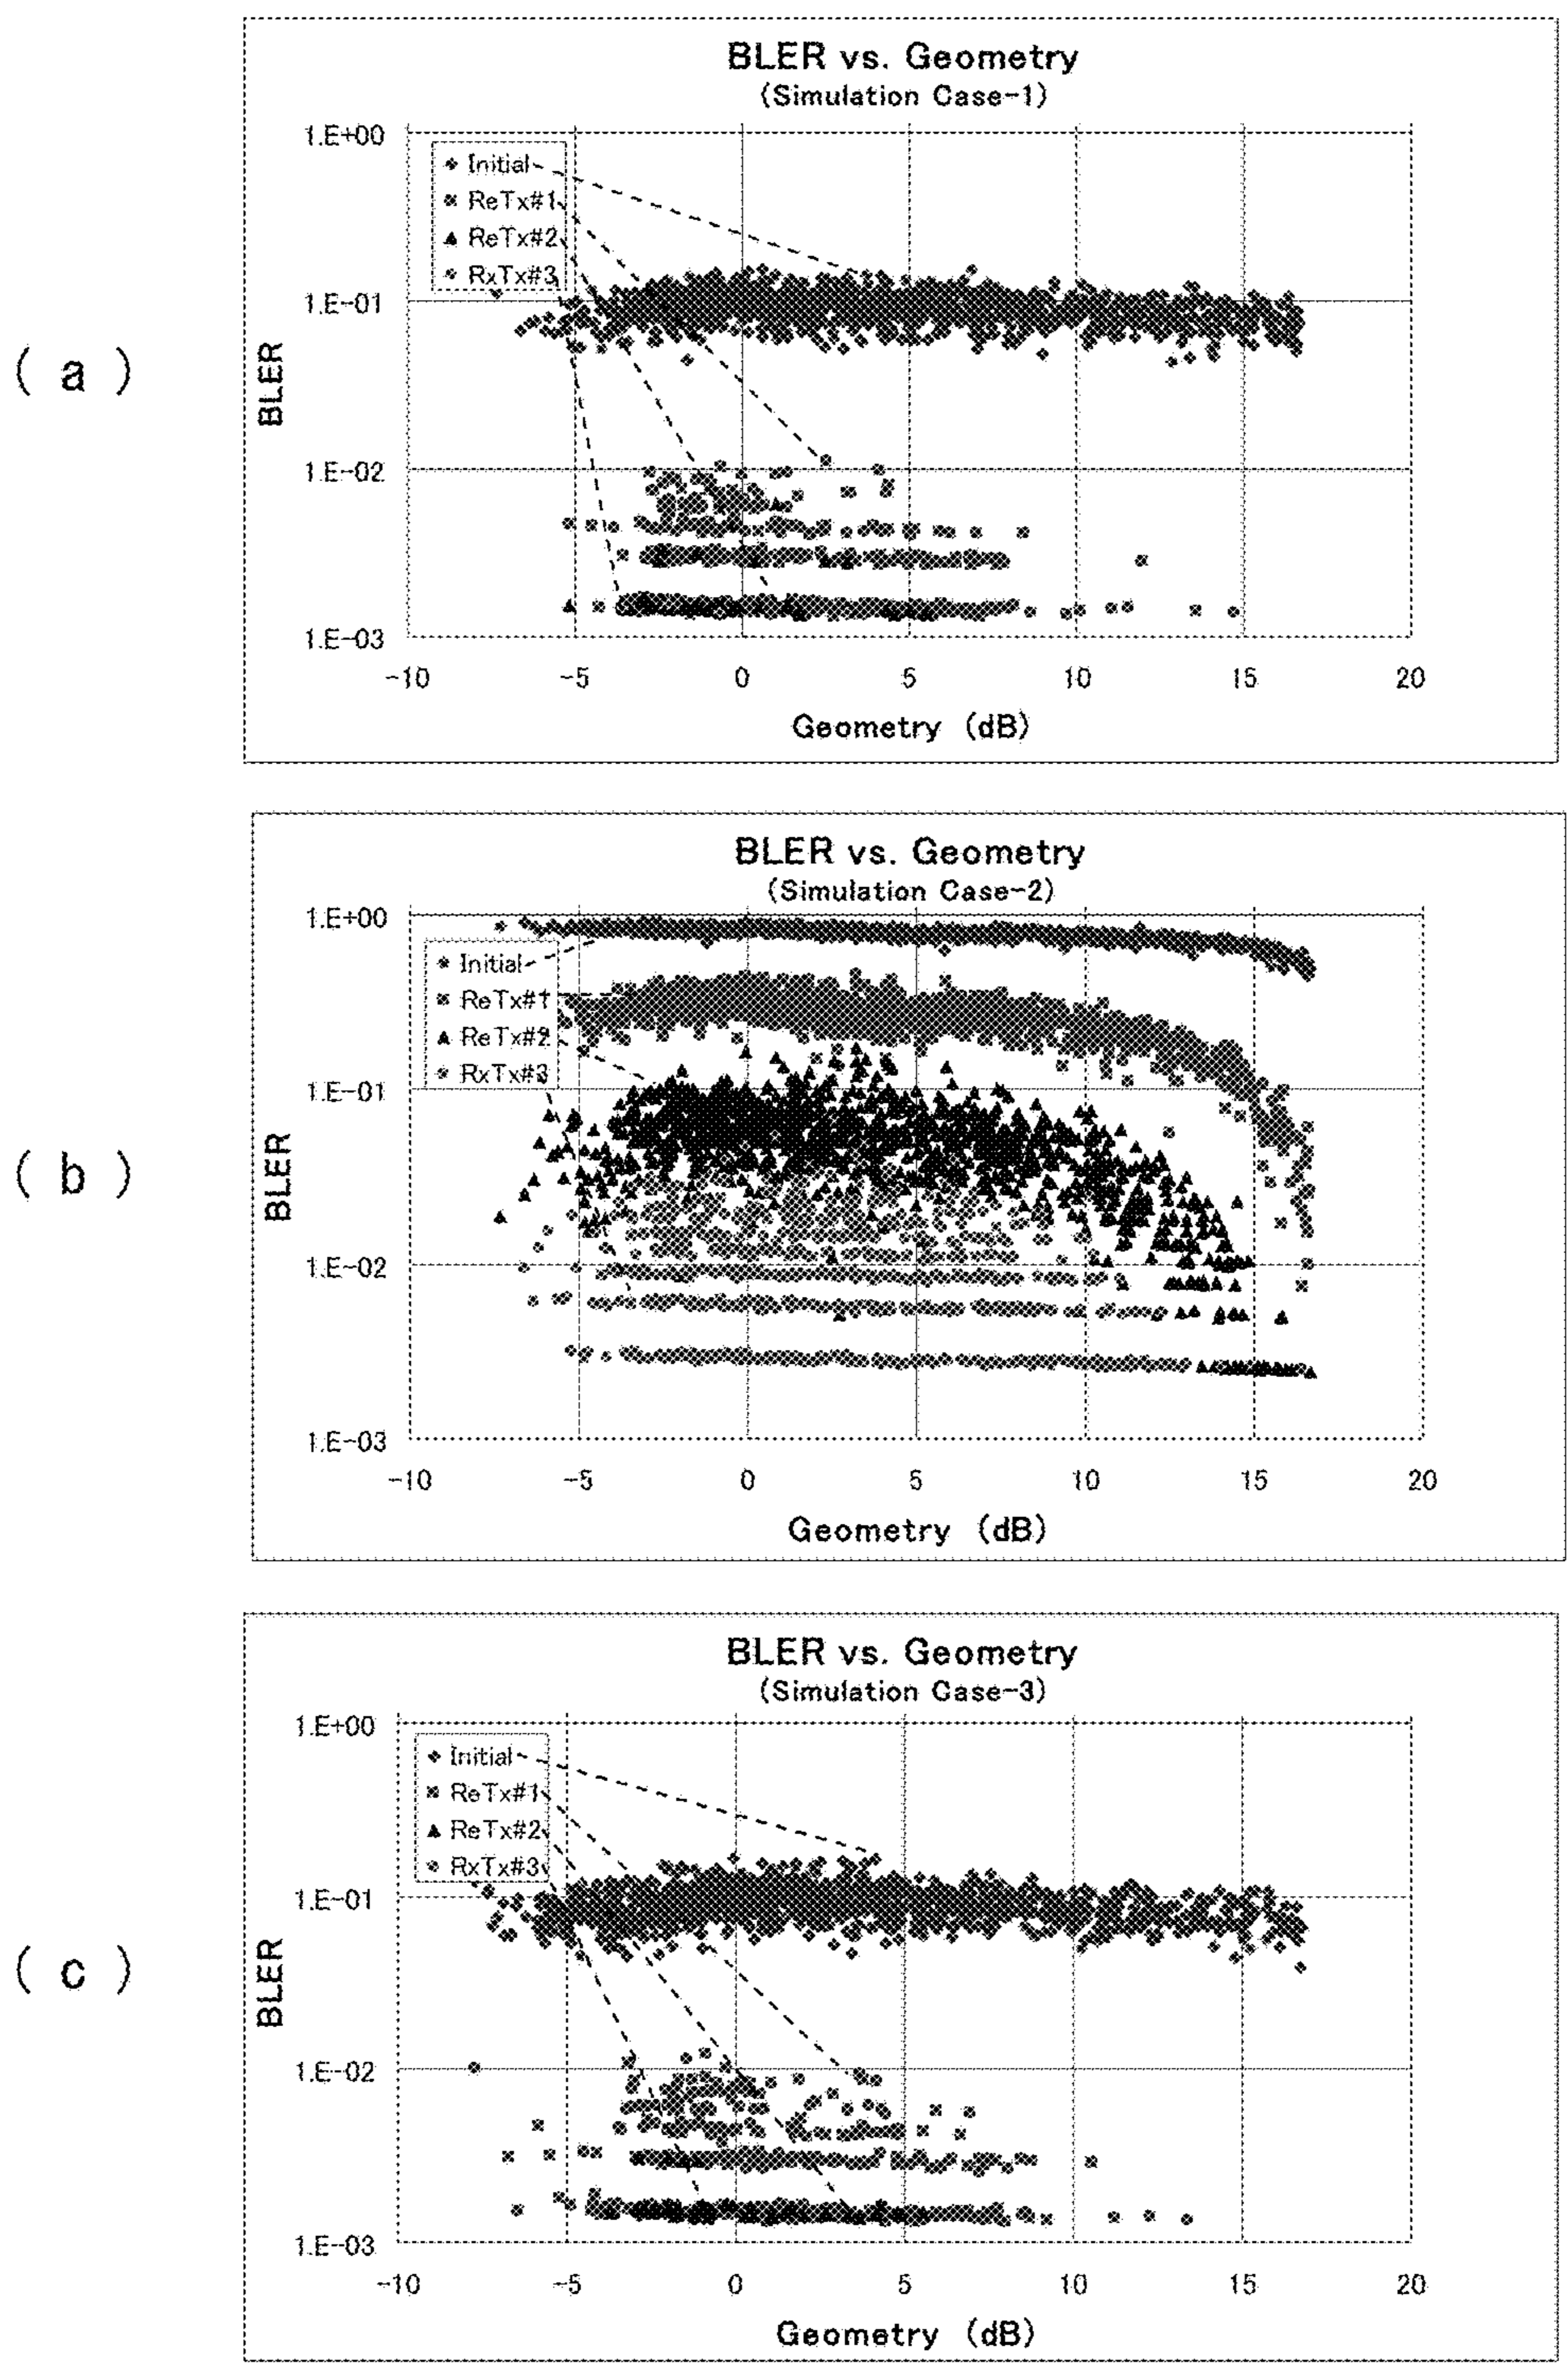 ( a )
BLER vs. Geometry
(Simulation Case-1)
BLER
1.E+00
1.E-01
1.E-02
1.E-03
Initial
ReTx#1
ReTx#2
RxTx#3
-10 -5 0 5 10 15 20
Geometry (dB)
( b )
BLER vs. Geometry
(Simulation Case-2)
BLER
1.E+00
1.E-01
1.E-02
1.E-03
Initial
ReTx#1
ReTx#2
RxTx#3
-10 -5 0 5 10 15 20
Geometry (dB)
( c )
BLER vs. Geometry
(Simulation Case-3)
BLER
1.E+00
1.E-01
1.E-02
1.E-03
Initial
ReTx#1
ReTx#2
RxTx#3
-10 -5 0 5 10 15 20
Geometry (dB)